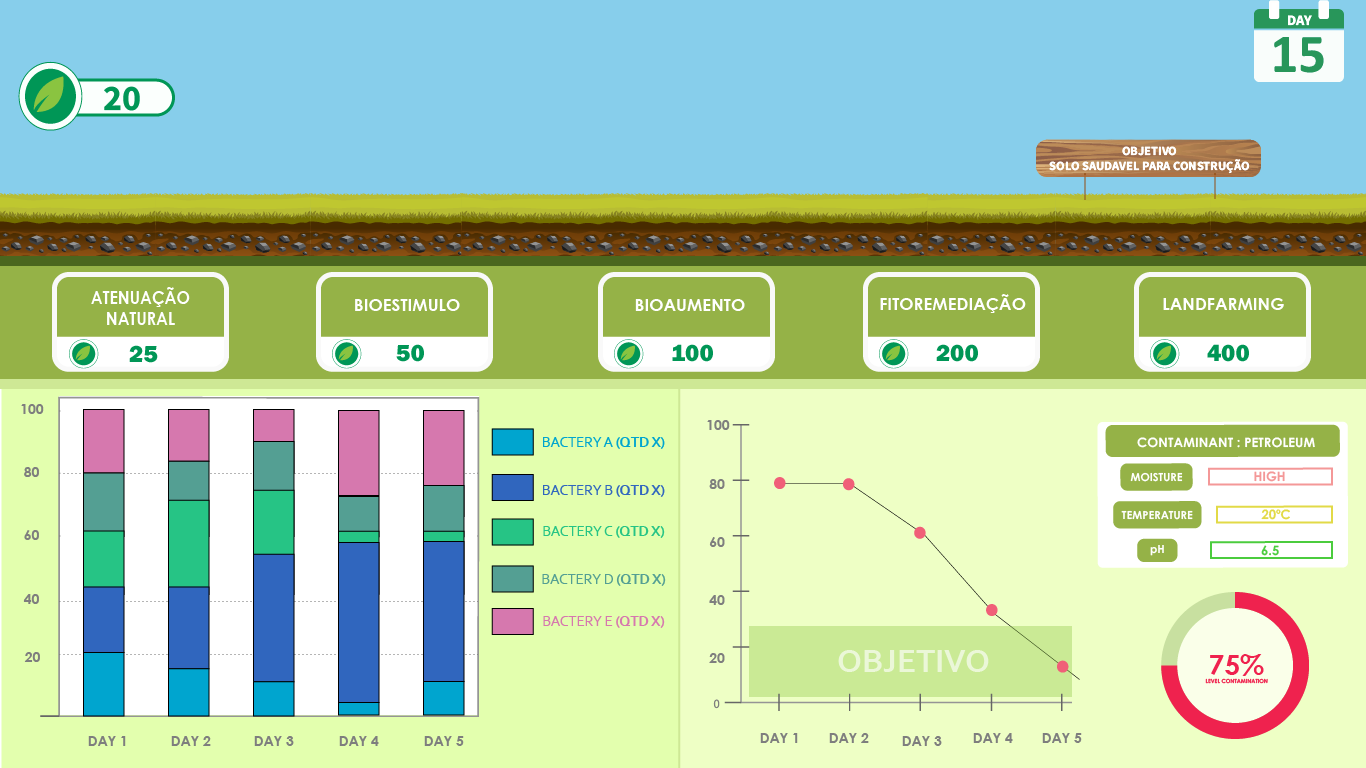 DAY
15
20
OBJETIVO
SOLO SAUDAVEL PARA CONSTRUÇÃO
ATENUAÇÃO
NATURAL
25
BIOESTIMULO
50
BIOAUMENTO
100
FITOREMEDIAÇÃO
200
LANDFARMING
400
100
80
60
40
20
DAY 1
DAY 2
DAY 3
DAY 4
DAY 5
BACTERY A (QTD X)
BACTERY B (QTD X)
BACTERY C (QTD X)
BACTERY D (QTD X)
BACTERY E (QTD X)
100
80
60
40
20
0
OBJETIVO
DAY 1
DAY 2
DAY 3
DAY 4
DAY 5
CONTAMINANT : PETROLEUM
MOISTURE
HIGH
TEMPERATURE
20ºC
pH
6.5
75%
LEVEL CONTAMINATION